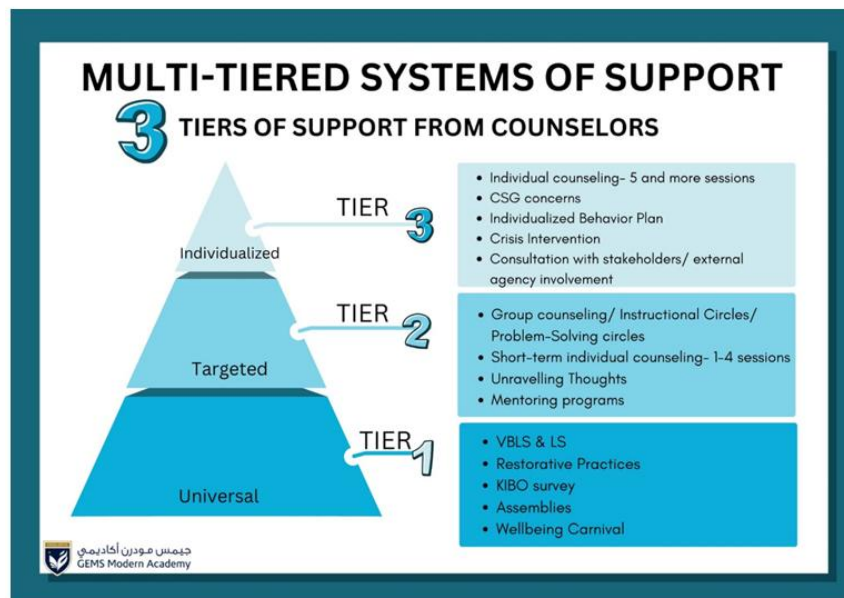 MULTI-TIERED SYSTEMS OF SUPPORT
3 TIERS OF SUPPORT FROM COUNSELORS
TIER 3
Individualized
• Individual counseling- 5 and more sessions
• CSG concerns
• Individualized Behavior Plan
• Crisis Intervention
• Consultation with stakeholders/ external
agency involvement
TIER 2
Targeted
• Group counseling/ Instructional Circles/
Problem-Solving circles
• Short-term individual counseling- 1-4 sessions
• Unravelling Thoughts
• Mentoring programs
TIER 1
Universal
• VBLS & LS
• Restorative Practices
• KIBO survey
• Assemblies
• Wellbeing Carnival
جيمس مودرن أكاديمي
GEMS Modern Academy